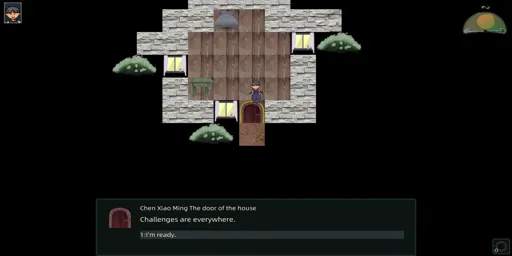 Chen Xiao Ming The door of the house
Challenges are everywhere.
1:I'm ready.